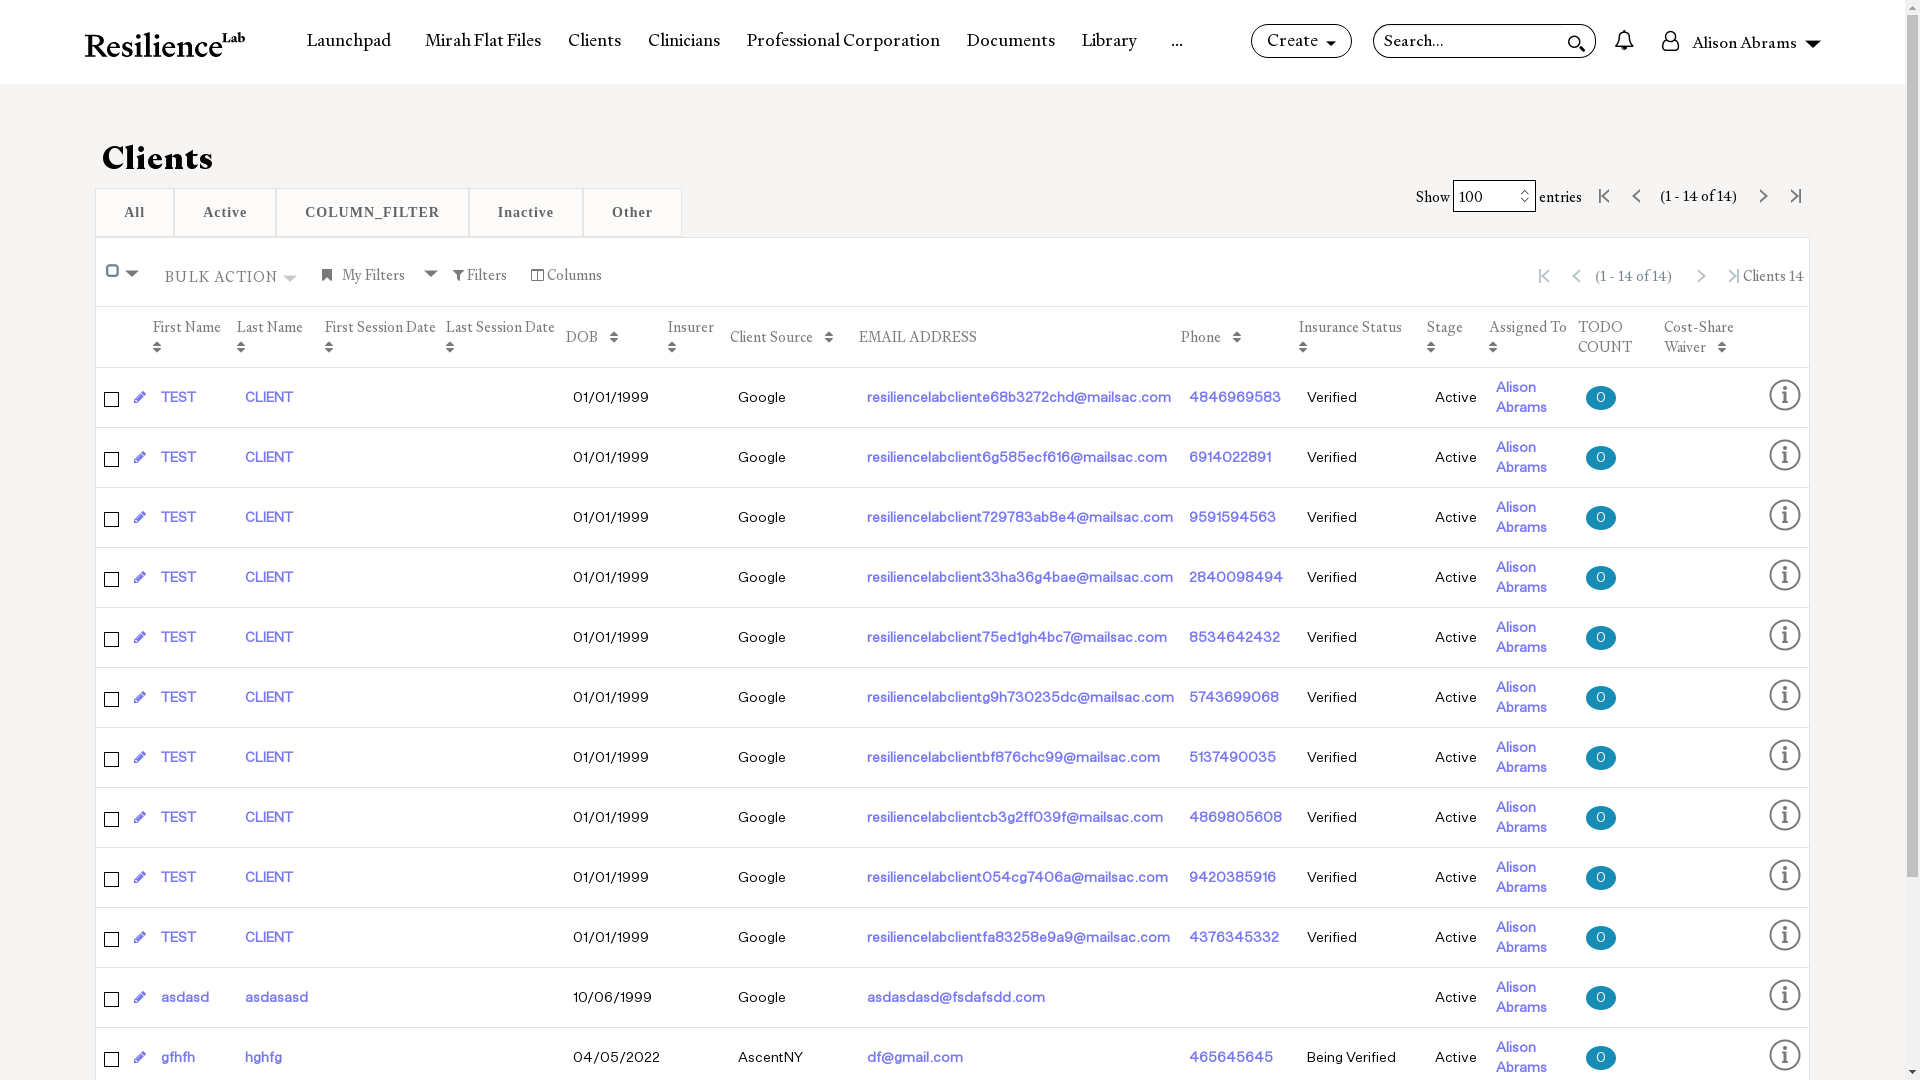 ResilienceLab Launchpad Mirah Flat Files Clients Clinicians Professional Corporation Documents Library ... Create Search... Alison Abrams
Clients
Show 100 entries (1 - 14 of 14)
All Active COLUMN_FILTER Inactive Other
BULK ACTION My Filters Filters Columns (1 - 14 of 14) Clients 14
First Name Last Name First Session Date Last Session Date DOB Insurer Client Source EMAIL ADDRESS Phone Insurance Status Stage Assigned To TODO COUNT Cost-Share Waiver
TEST CLIENT 01/01/1999 Google resiliencelabcliente68b3272chd@mailsac.com 4846969583 Verified Active Alison Abrams 0
TEST CLIENT 01/01/1999 Google resiliencelabclient6g585ecf616@mailsac.com 6914022891 Verified Active Alison Abrams 0
TEST CLIENT 01/01/1999 Google resiliencelabclient729783ab8e4@mailsac.com 9591594563 Verified Active Alison Abrams 0
TEST CLIENT 01/01/1999 Google resiliencelabclient33ha36g4bae@mailsac.com 2840098494 Verified Active Alison Abrams 0
TEST CLIENT 01/01/1999 Google resiliencelabclient75ed1gh4bc7@mailsac.com 8534642432 Verified Active Alison Abrams 0
TEST CLIENT 01/01/1999 Google resiliencelabclientg9h730235dc@mailsac.com 5743699068 Verified Active Alison Abrams 0
TEST CLIENT 01/01/1999 Google resiliencelabclientbf876chc99@mailsac.com 5137490035 Verified Active Alison Abrams 0
TEST CLIENT 01/01/1999 Google resiliencelabclientcb3g2ff039f@mailsac.com 4869805608 Verified Active Alison Abrams 0
TEST CLIENT 01/01/1999 Google resiliencelabclient054cg7406a@mailsac.com 9420385916 Verified Active Alison Abrams 0
TEST CLIENT 01/01/1999 Google resiliencelabclientfa83258e9a9@mailsac.com 4376345332 Verified Active Alison Abrams 0
asdasd asdasasd 10/06/1999 Google asdasdasd@fsdafsdd.com Active Alison Abrams 0
gfhfh hghfg 04/05/2022 AscentNY df@gmail.com 465645645 Being Verified Active Alison Abrams 0